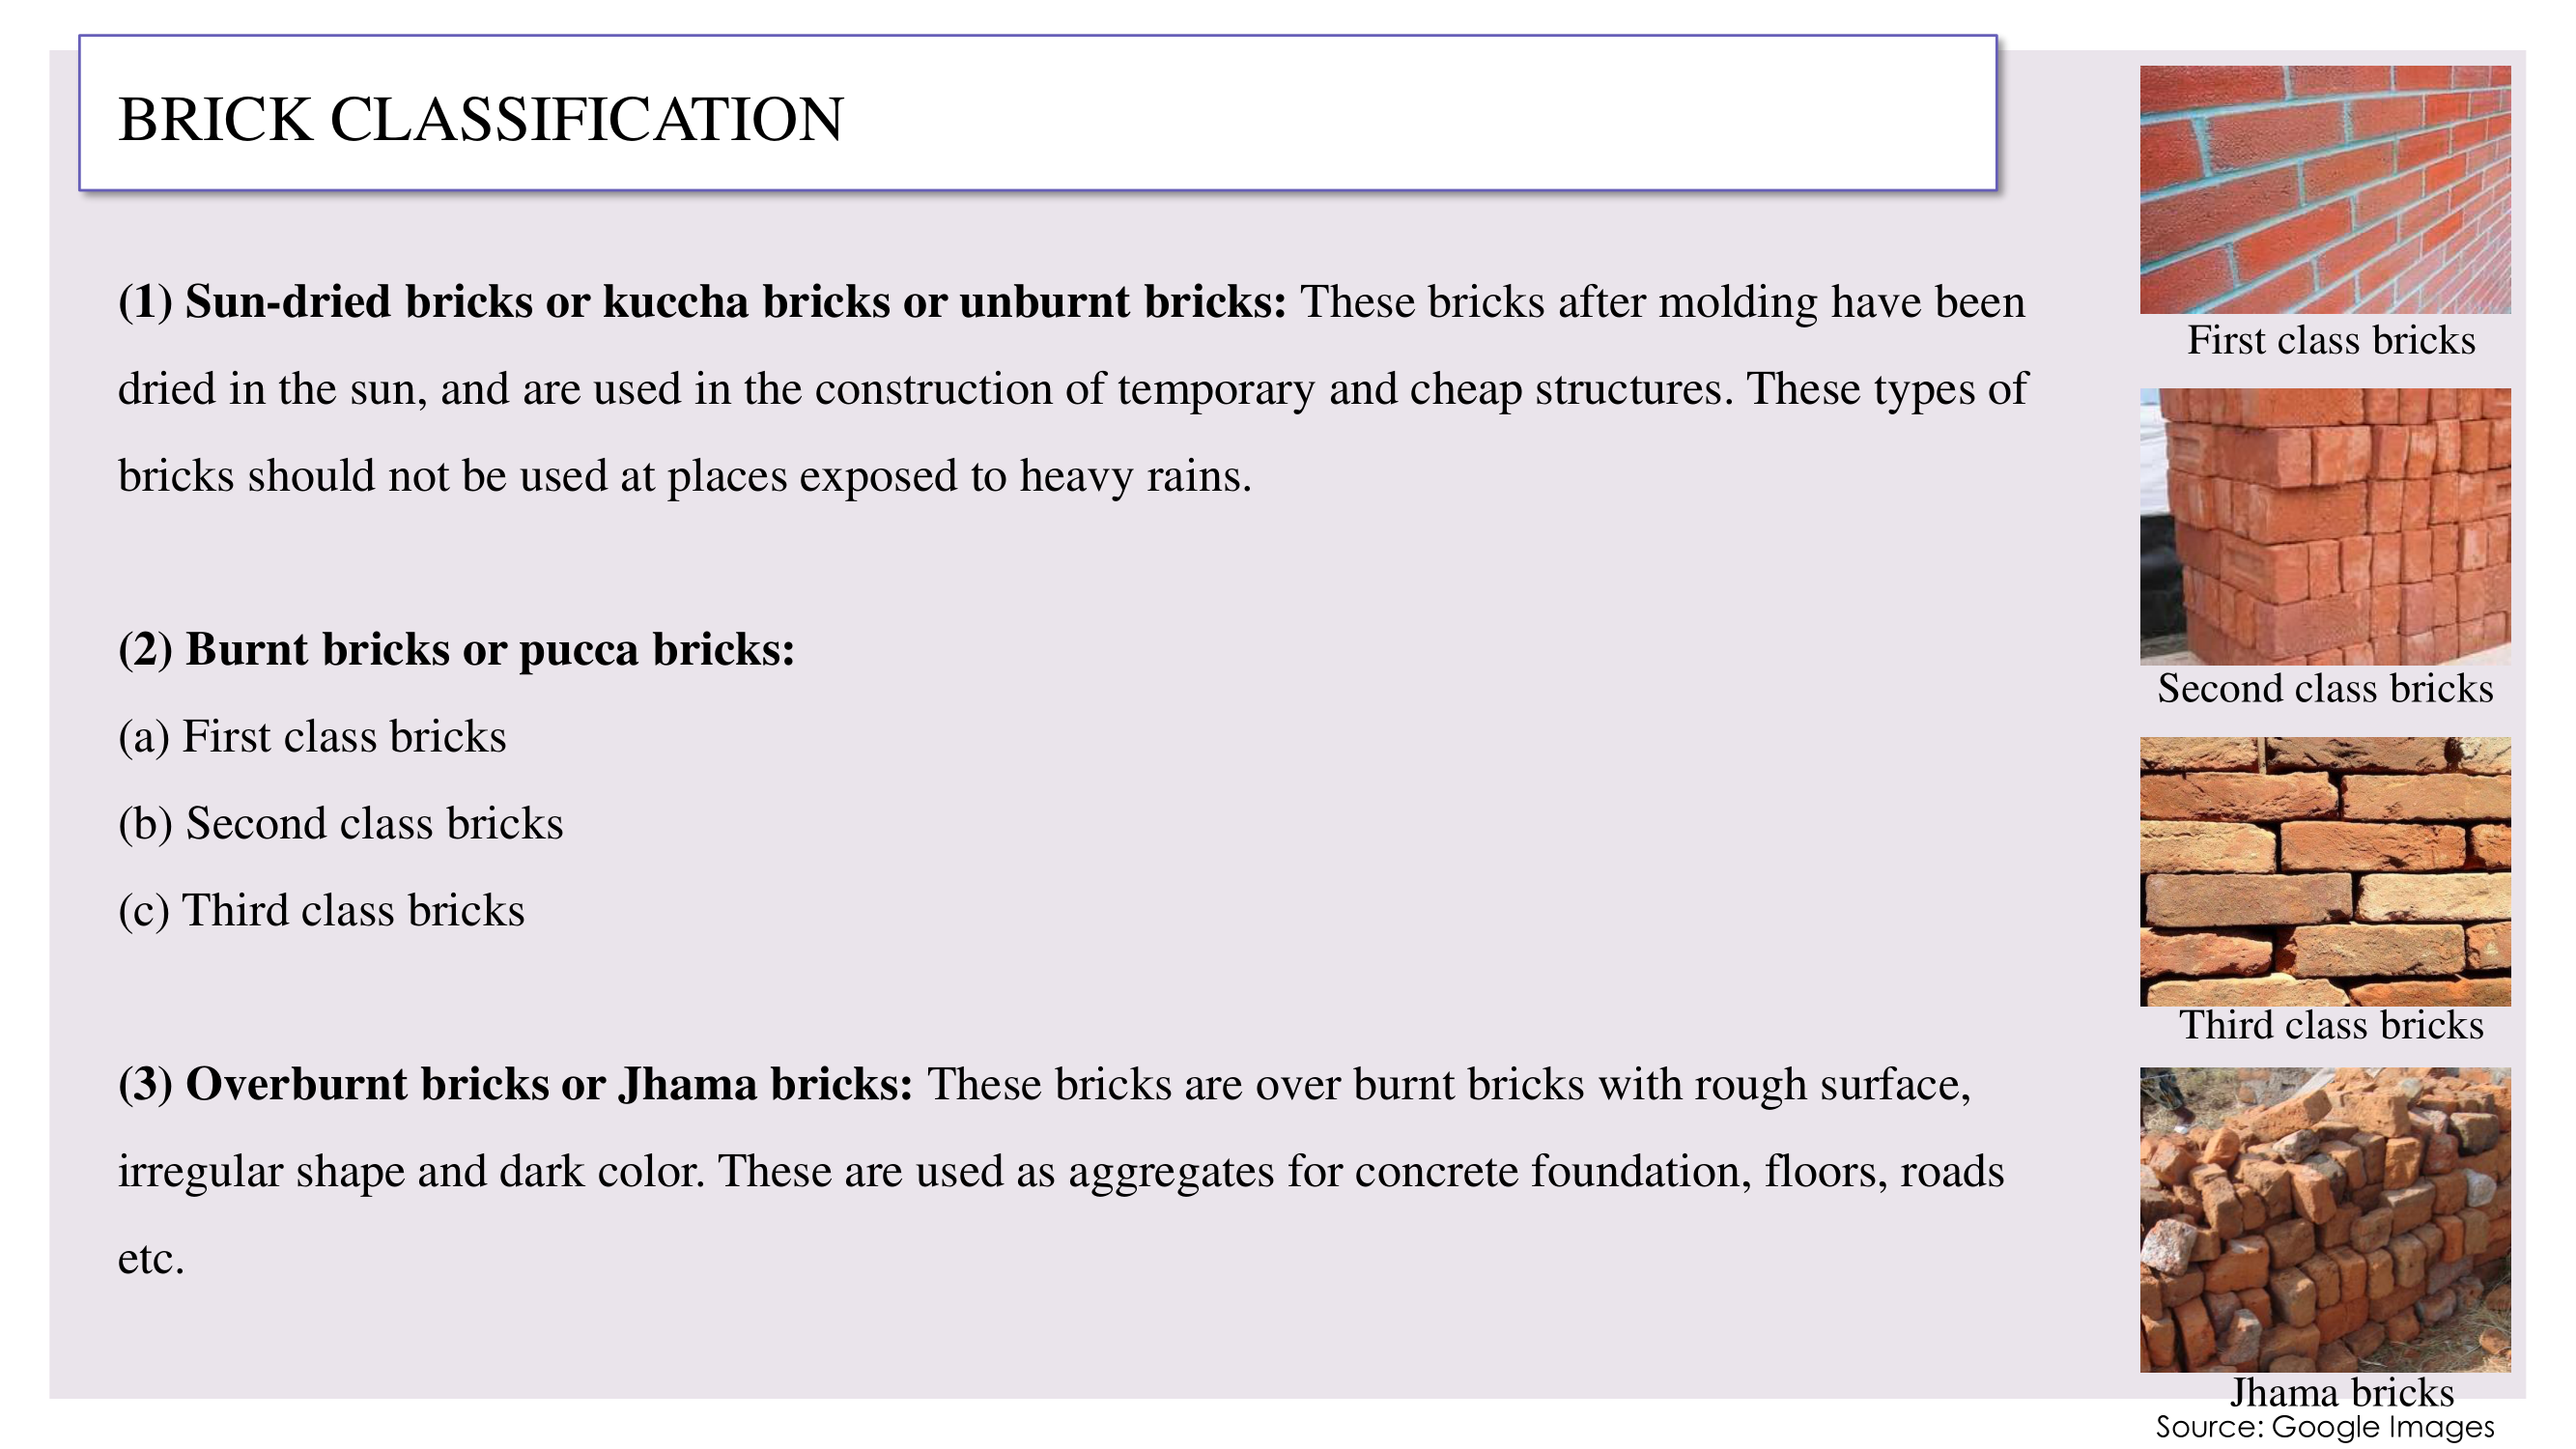 BRICK CLASSIFICATION
(1) Sun-dried bricks or kuccha bricks or unburnt bricks: These bricks after molding have been
dried in the sun, and are used in the construction of temporary and cheap structures. These types of
bricks should not be used at places exposed to heavy rains.
(2) Burnt bricks or pucca bricks:
(a) First class bricks
(b) Second class bricks
(c) Third class bricks
(3) Overburnt bricks or Jhama bricks: These bricks are over burnt bricks with rough surface,
irregular shape and dark color. These are used as aggregates for concrete foundation, floors, roads
etc.
First class bricks
Second class bricks
Third class bricks
Jhama bricks
Source: Google Images